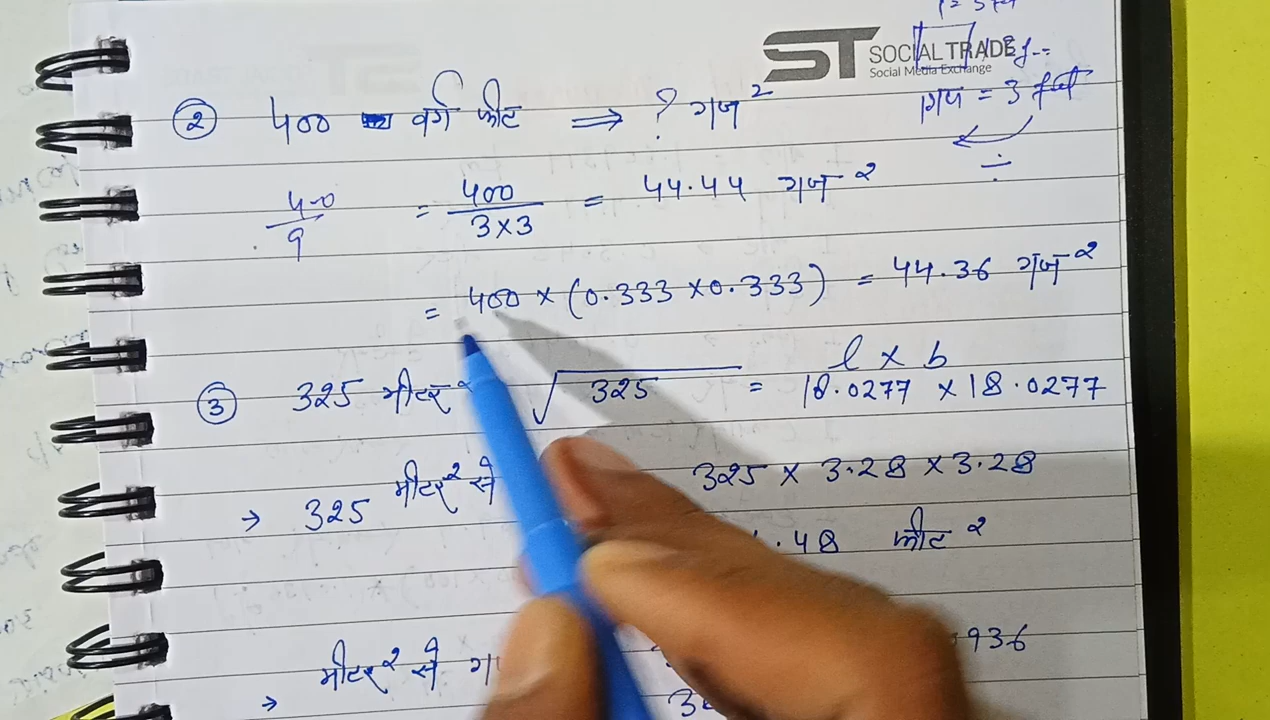 ST SOCIALTRADE
Social Media Exchange
② 400 वर्ग फीट ⇒ ? गज² गज = 3 फीट
÷
400/9 = 400/3×3 = 44.44 गज²
= 400 × (0.333 × 0.333) = 44.36 गज²
l × b
③ 325 मीटर² √325 = 18.0277 × 18.0277
→ 325 मीटर² से 325 × 3.28 × 3.28
.48 फीट²
→ मीटर² से 936